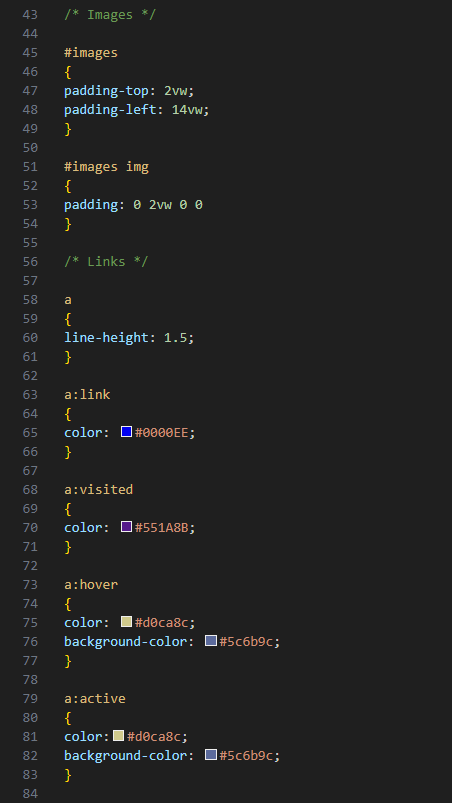 43 /* Images */
44
45 #images
46 {
47 padding-top: 2vw;
48 padding-left: 14vw;
49 }
50
51 #images img
52 {
53 padding: 0 2vw 0 0
54 }
55
56 /* Links */
57
58 a
59 {
60 line-height: 1.5;
61 }
62
63 a:link
64 {
65 color: #0000EE;
66 }
67
68 a:visited
69 {
70 color: #551A8B;
71 }
72
73 a:hover
74 {
75 color: #d0ca8c;
76 background-color: #5c6b9c;
77 }
78
79 a:active
80 {
81 color:#d0ca8c;
82 background-color: #5c6b9c;
83 }
84